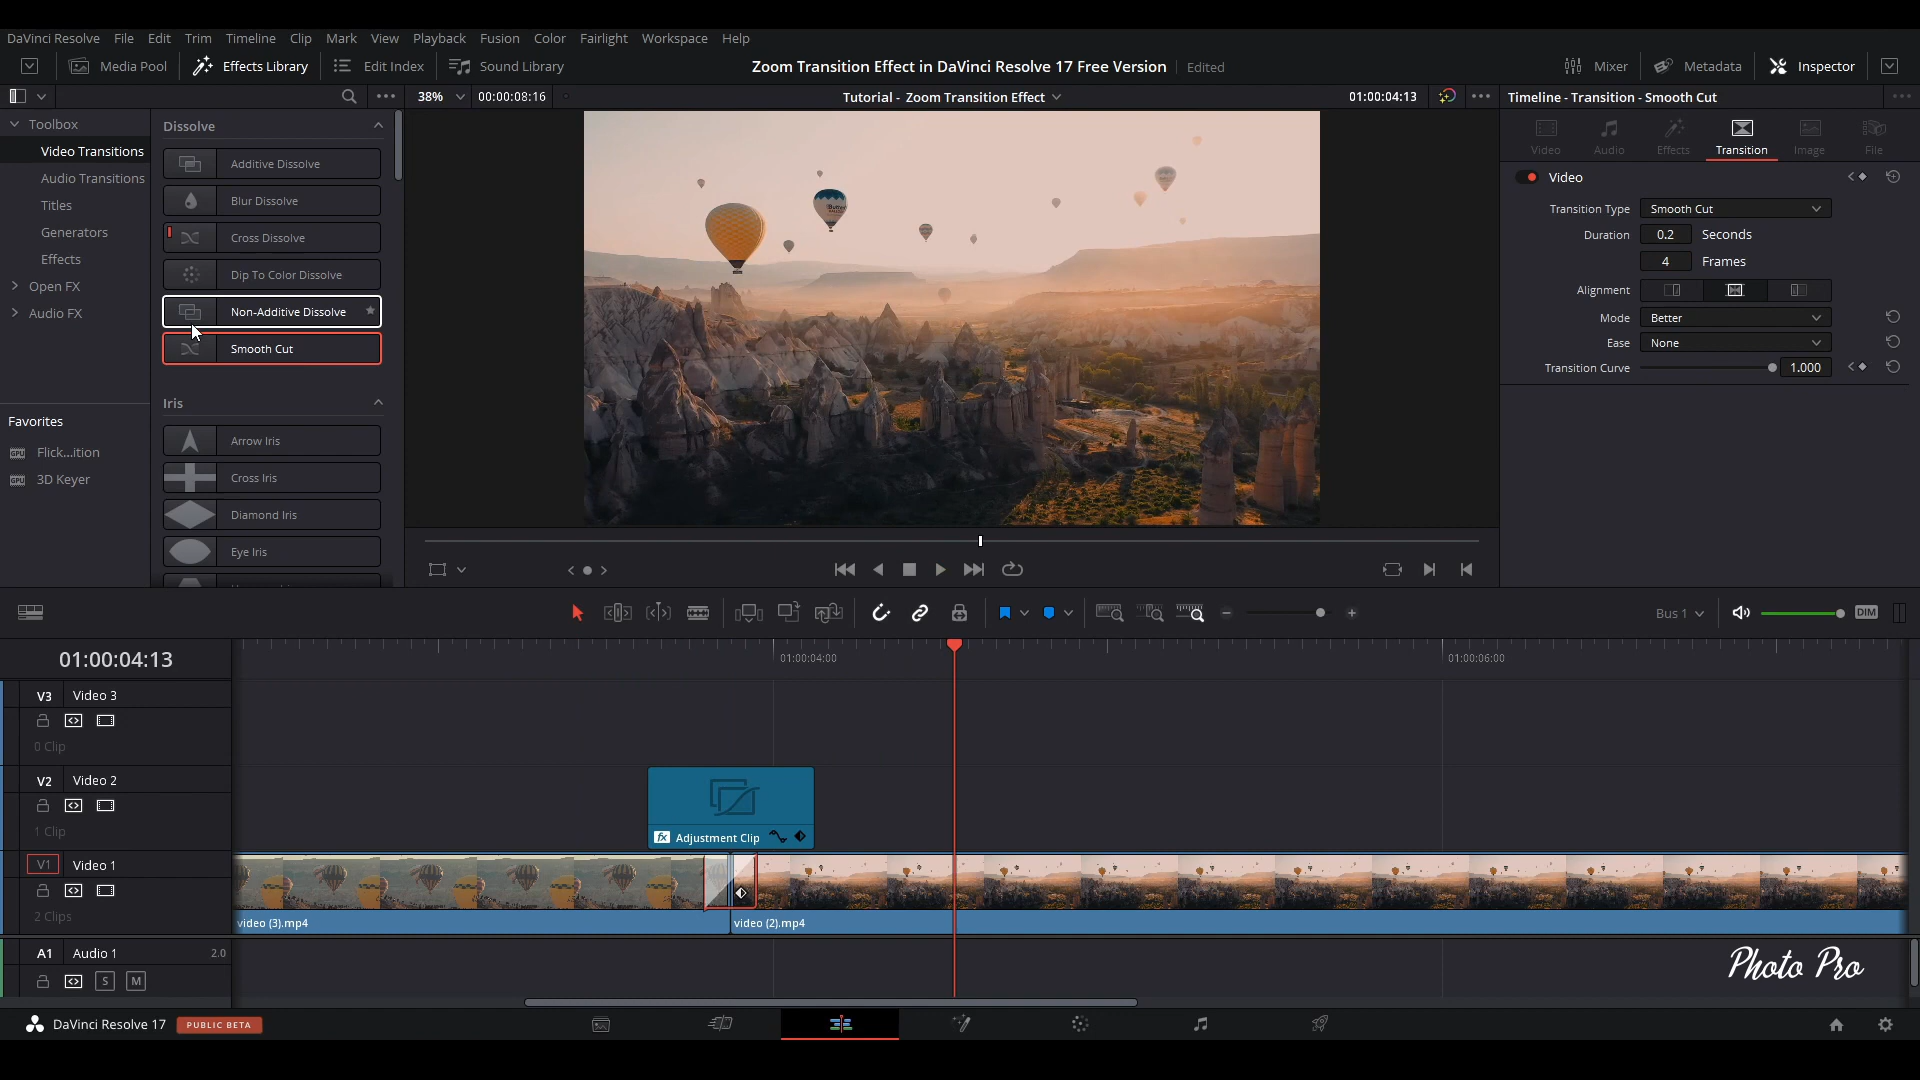 DaVinci Resolve File Edit Trim Timeline Clip Mark View Playback Fusion Color Fairlight Workspace Help
Media Pool Effects Library Edit Index Sound Library Zoom Transition Effect in DaVinci Resolve 17 Free Version Edited Mixer Metadata Inspector
38% 00:00:08:16 Tutorial - Zoom Transition Effect 01:00:04:13 Timeline - Transition - Smooth Cut
Toolbox
Video Transitions
Audio Transitions
Titles
Generators
Effects
Open FX
Audio FX
Favorites
Flick...ition
3D Keyer
Dissolve
Additive Dissolve
Blur Dissolve
Cross Dissolve
Dip To Color Dissolve
Non-Additive Dissolve
Smooth Cut
Iris
Arrow Iris
Cross Iris
Diamond Iris
Eye Iris
Video Audio Effects Transition Image File
Video
Transition Type Smooth Cut
Duration 0.2 Seconds
4 Frames
Alignment
Mode Better
Ease None
Transition Curve 1.000
Bus 1 DIM
01:00:04:13 01:00:04:00 01:00:06:00
V3 Video 3
0 Clip
V2 Video 2
1 Clip
fx Adjustment Clip
V1 Video 1
2 Clips
video (3).mp4 video (2).mp4
A1 Audio 1 2.0
S M
Photo Pro
DaVinci Resolve 17 PUBLIC BETA